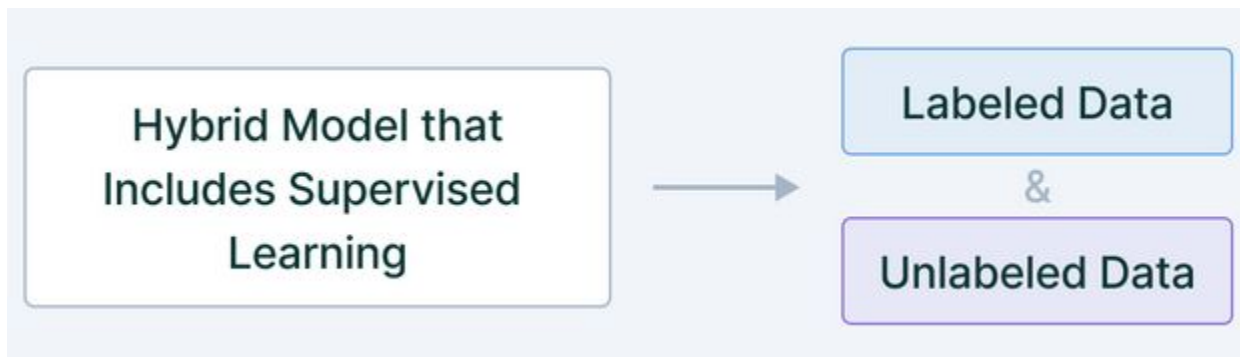 Hybrid Model that
Includes Supervised
Learning
Labeled Data
&
Unlabeled Data